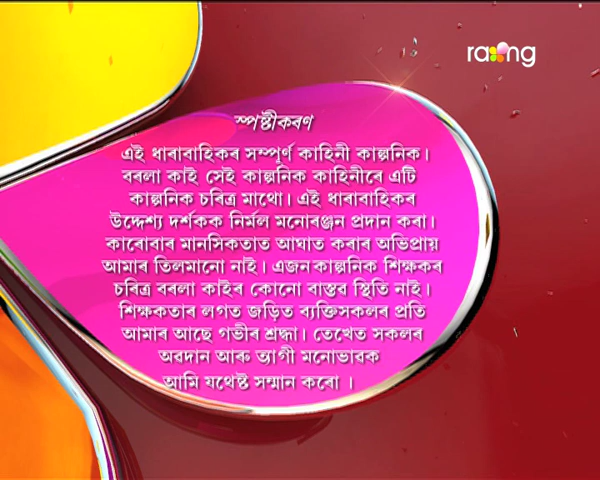 rang
স্পষ্টীকৰণ
এই ধাৰাবাহিকৰ সম্পূৰ্ণ কাহিনী কাল্পনিক।
বৰলা কাই সেই কাল্পনিক কাহিনীৰে এটি
কাল্পনিক চৰিত্ৰ মাথো। এই ধাৰাবাহিকৰ
উদ্দেশ্য দৰ্শকক নিৰ্মল মনোৰঞ্জন প্ৰদান কৰা।
কাৰোবাৰ মানসিকতাত আঘাত কৰাৰ অভিপ্ৰায়
আমাৰ তিলমানো নাই। এজন কাল্পনিক শিক্ষকৰ
চৰিত্ৰ বৰলা কাইৰ কোনো বাস্তৱ স্থিতি নাই।
শিক্ষকতাৰ লগত জড়িত ব্যক্তিসকলৰ প্ৰতি
আমাৰ আছে গভীৰ শ্ৰদ্ধা। তেখেত সকলৰ
অৱদান আৰু ত্যাগী মনোভাৱক
আমি যথেষ্ট সন্মান কৰো ।